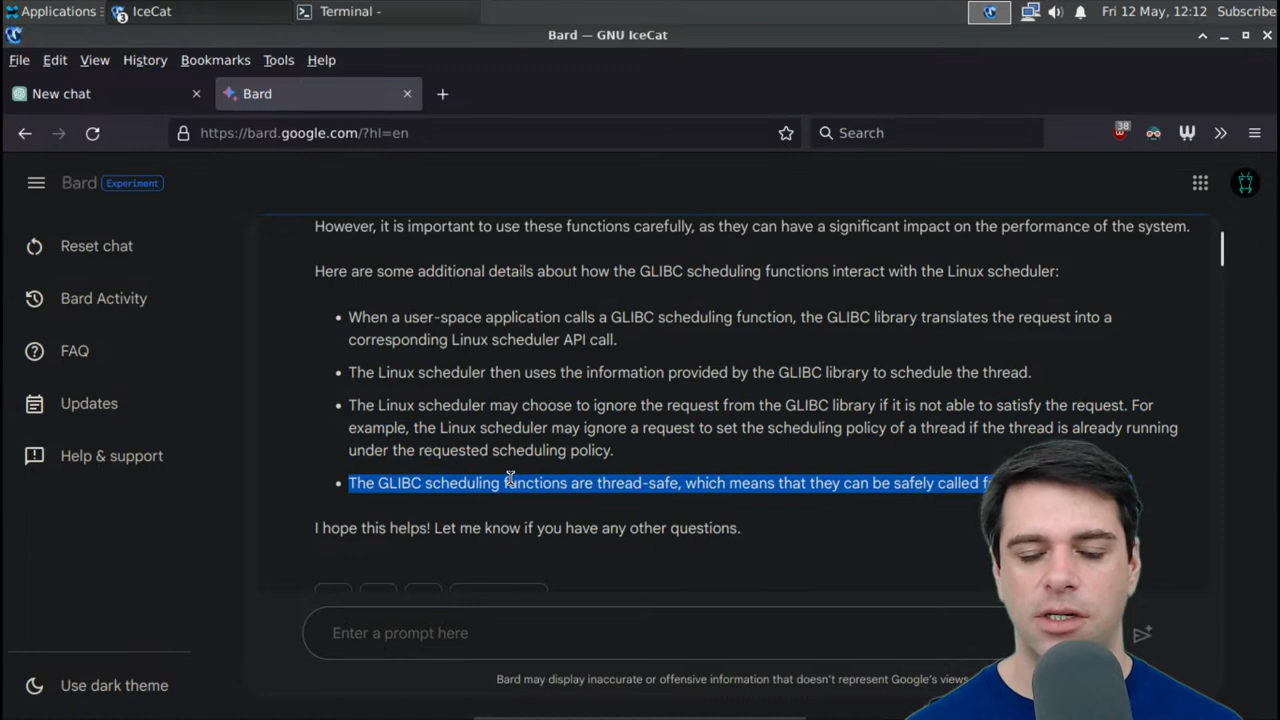 Applications
3
IceCat
Terminal -
Fri 12 May, 12:12
Subscribe
Bard — GNU IceCat
File Edit View History Bookmarks Tools Help
New chat
Bard
https://bard.google.com/?hl=en
Search
38
Bard Experiment
Reset chat
Bard Activity
FAQ
Updates
Help & support
Use dark theme
However, it is important to use these functions carefully, as they can have a significant impact on the performance of the system.
Here are some additional details about how the GLIBC scheduling functions interact with the Linux scheduler:
• When a user-space application calls a GLIBC scheduling function, the GLIBC library translates the request into a
corresponding Linux scheduler API call.
• The Linux scheduler then uses the information provided by the GLIBC library to schedule the thread.
• The Linux scheduler may choose to ignore the request from the GLIBC library if it is not able to satisfy the request. For
example, the Linux scheduler may ignore a request to set the scheduling policy of a thread if the thread is already running
under the requested scheduling policy.
• The GLIBC scheduling functions are thread-safe, which means that they can be safely called
I hope this helps! Let me know if you have any other questions.
Enter a prompt here
Bard may display inaccurate or offensive information that doesn't represent Google's views.